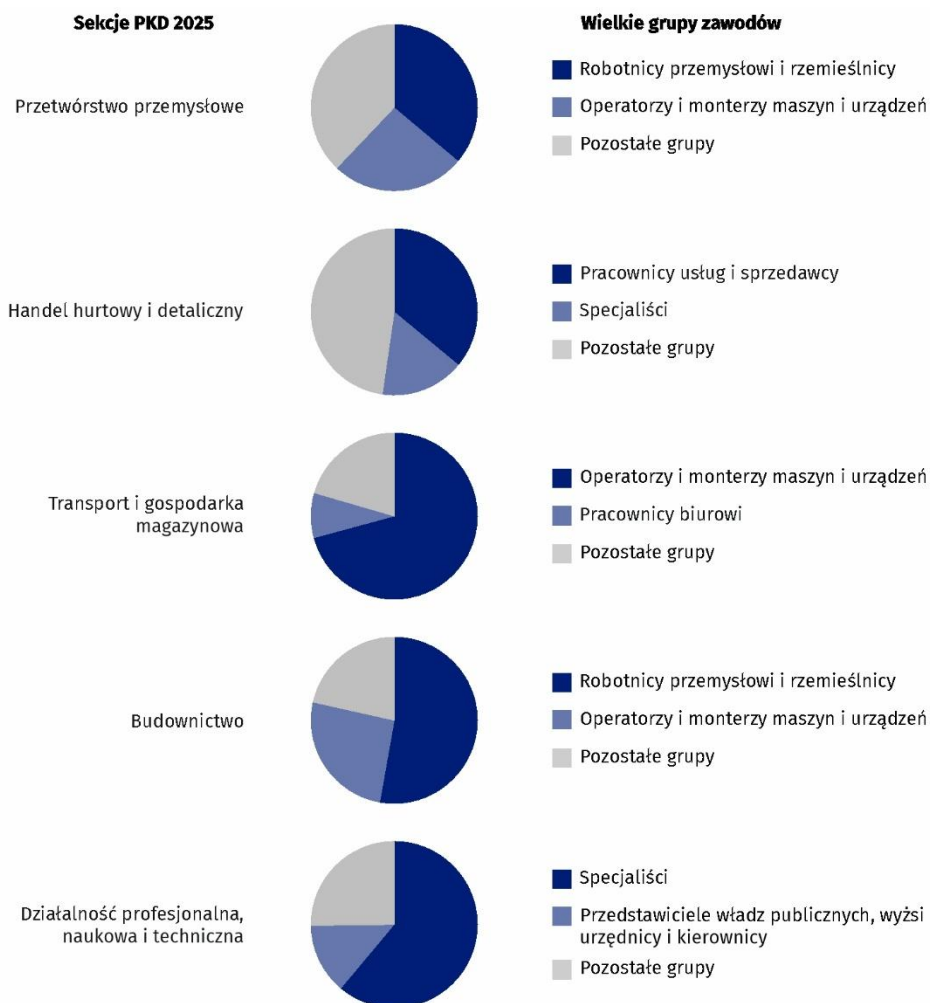 Sekcje PKD 2025
Wielkie grupy zawodów
Przetwórstwo przemysłowe
Robotnicy przemysłowi i rzemieślnicy
Operatorzy i monterzy maszyn i urządzeń
Pozostałe grupy
Handel hurtowy i detaliczny
Pracownicy usług i sprzedawcy
Specjaliści
Pozostałe grupy
Transport i gospodarka
magazynowa
Operatorzy i monterzy maszyn i urządzeń
Pracownicy biurowi
Pozostałe grupy
Budownictwo
Robotnicy przemysłowi i rzemieślnicy
Operatorzy i monterzy maszyn i urządzeń
Pozostałe grupy
Działalność profesjonalna,
naukowa i techniczna
Specjaliści
Przedstawiciele władz publicznych, wyżsi
urzędnicy i kierownicy
Pozostałe grupy